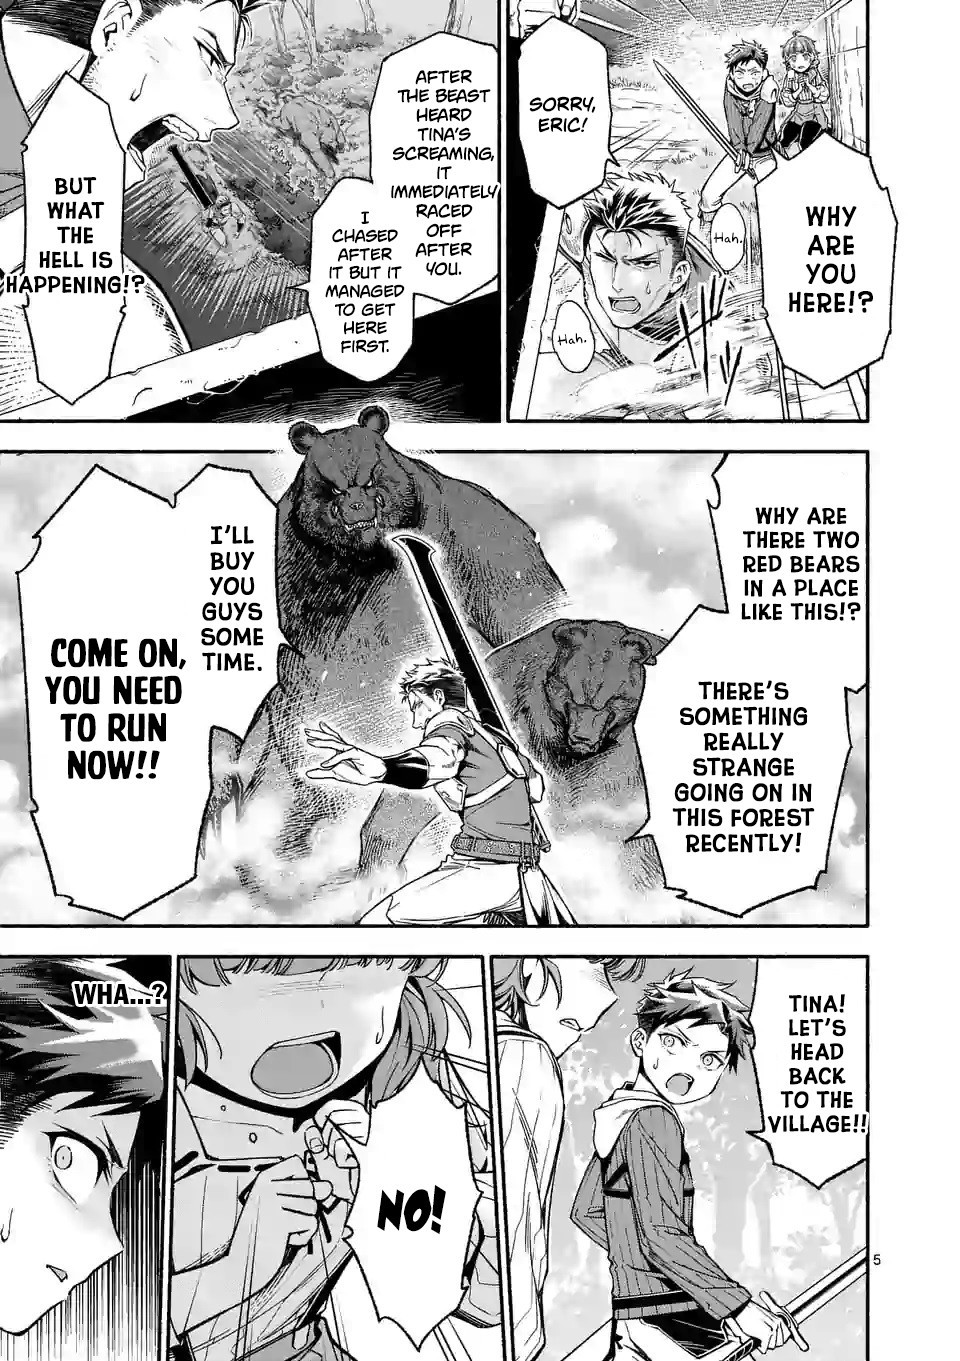 WHY
ARE
YOU
HERE!?
SORRY,
ERIC!
Hah.
Hah.
AFTER
THE BEAST
HEARD
TINA'S
SCREAMING,
IT
IMMEDIATELY
RACED
OFF
AFTER
YOU.
I
CHASED
AFTER
IT BUT IT
MANAGED
TO GET
HERE
FIRST.
BUT
WHAT
THE
HELL IS
HAPPENING!?
WHY ARE
THERE TWO
RED BEARS
IN A PLACE
LIKE THIS!?
THERE'S
SOMETHING
REALLY
STRANGE
GOING ON IN
THIS FOREST
RECENTLY!
I'LL
BUY
YOU
GUYS
SOME
TIME.
COME ON,
YOU NEED
TO RUN
NOW!!
TINA!
LET'S
HEAD
BACK
TO THE
VILLAGE!!
NO!
WHA...?
5